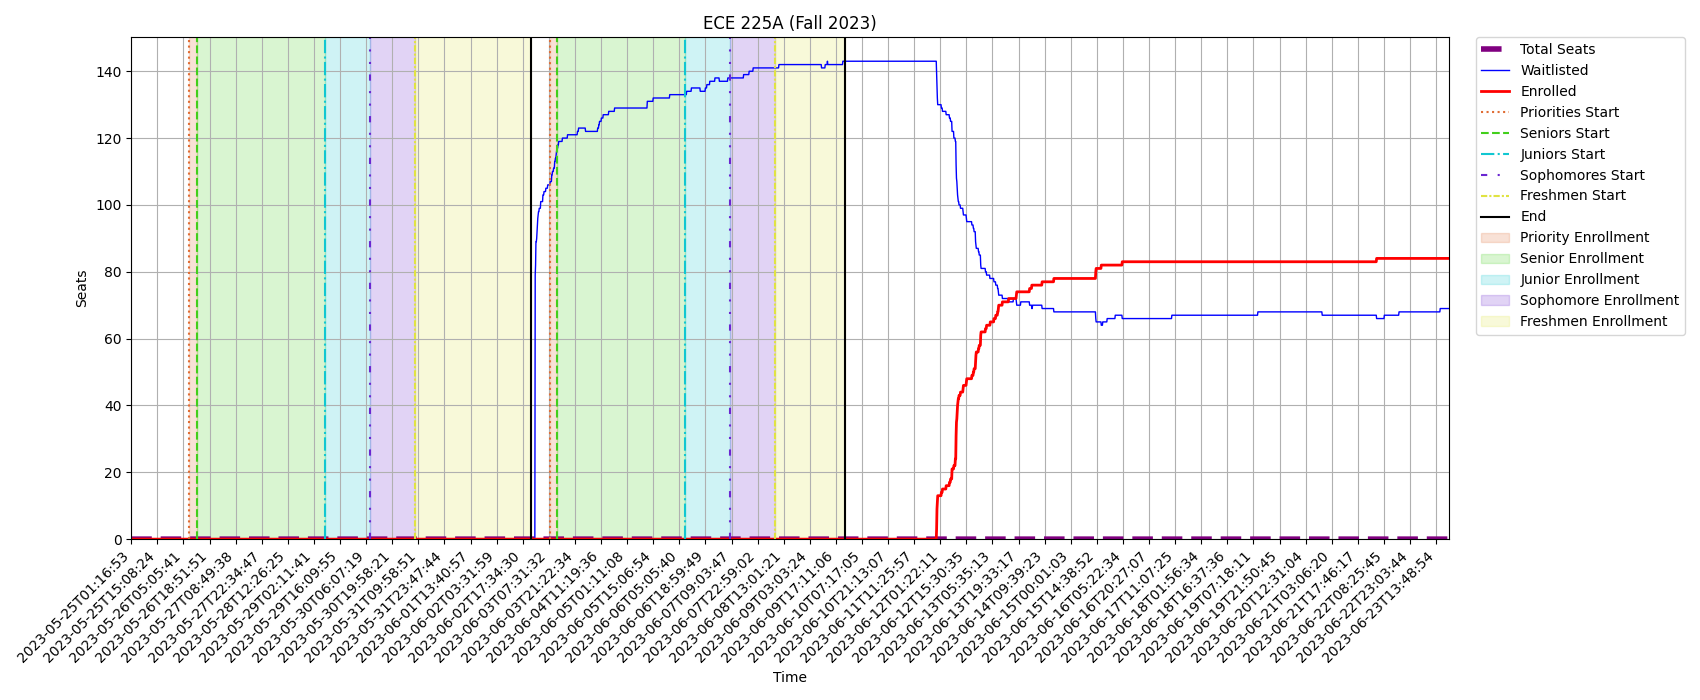 ECE 225A (Fall 2023)
Seats
140
120
100
80
60
40
20
0
2023-05-25T01:16:53
2023-05-25T15:08:24
2023-05-26T05:05:41
2023-05-26T18:51:51
2023-05-27T08:49:38
2023-05-27T22:34:47
2023-05-28T12:26:25
2023-05-29T02:11:41
2023-05-29T16:09:55
2023-05-30T06:07:19
2023-05-30T19:58:21
2023-05-31T09:58:51
2023-05-31T23:47:44
2023-06-01T13:40:57
2023-06-02T03:31:59
2023-06-02T17:34:30
2023-06-03T07:31:32
2023-06-03T21:22:34
2023-06-04T11:19:36
2023-06-05T01:11:08
2023-06-05T15:06:54
2023-06-06T05:05:40
2023-06-06T18:59:49
2023-06-07T09:03:47
2023-06-07T22:59:02
2023-06-08T13:01:21
2023-06-09T03:03:24
2023-06-09T17:11:06
2023-06-10T07:17:05
2023-06-10T21:13:07
2023-06-11T11:25:57
2023-06-12T01:22:11
2023-06-12T15:30:35
2023-06-13T05:35:13
2023-06-13T19:33:17
2023-06-14T09:39:23
2023-06-15T00:01:03
2023-06-15T14:38:52
2023-06-16T05:22:34
2023-06-16T20:27:07
2023-06-17T11:07:25
2023-06-18T01:56:34
2023-06-18T16:37:36
2023-06-19T07:18:11
2023-06-19T21:50:45
2023-06-20T12:31:04
2023-06-21T03:06:20
2023-06-21T17:46:17
2023-06-22T08:25:45
2023-06-22T23:03:44
2023-06-23T13:48:54
Time
Total Seats
Waitlisted
Enrolled
Priorities Start
Seniors Start
Juniors Start
Sophomores Start
Freshmen Start
End
Priority Enrollment
Senior Enrollment
Junior Enrollment
Sophomore Enrollment
Freshmen Enrollment